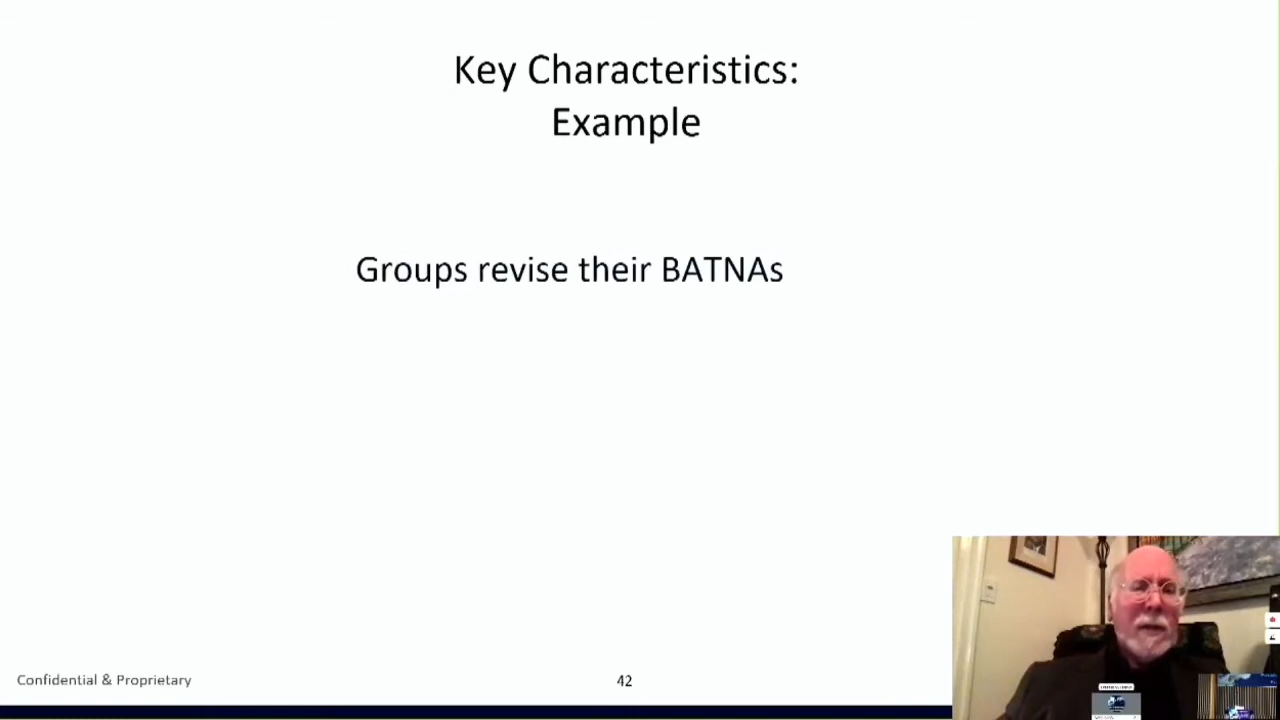 Key Characteristics:
Example
Groups revise their BATNAs
Confidential & Proprietary
42